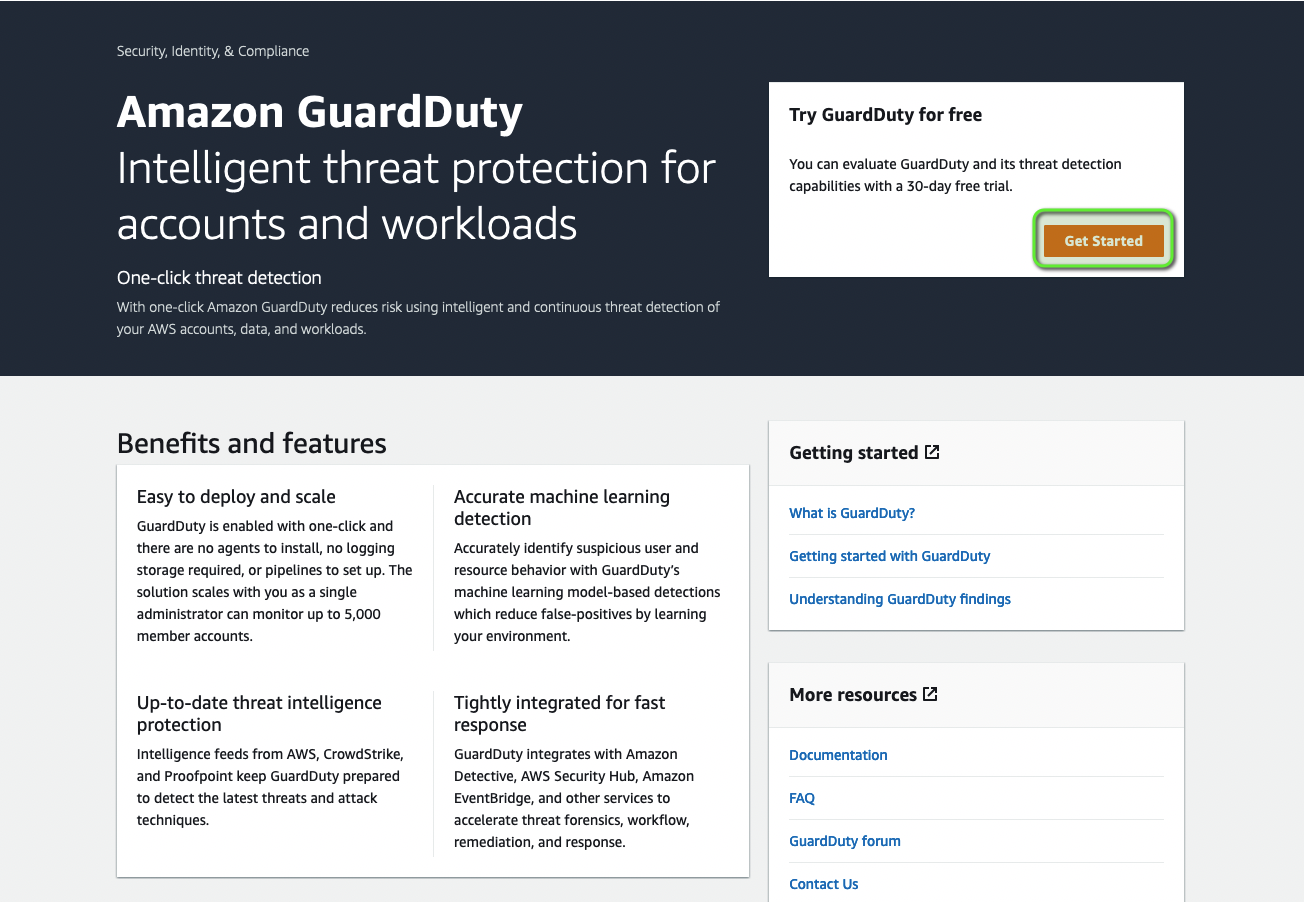 Security, Identity, & Compliance
Amazon GuardDuty
Intelligent threat protection for
accounts and workloads
One-click threat detection
With one-click Amazon GuardDuty reduces risk using intelligent and continuous threat detection of
your AWS accounts, data, and workloads.
Try GuardDuty for free
You can evaluate GuardDuty and its threat detection
capabilities with a 30-day free trial.
Get Started
Benefits and features
Easy to deploy and scale
GuardDuty is enabled with one-click and
there are no agents to install, no logging
storage required, or pipelines to set up. The
solution scales with you as a single
administrator can monitor up to 5,000
member accounts.
Accurate machine learning
detection
Accurately identify suspicious user and
resource behavior with GuardDuty’s
machine learning model-based detections
which reduce false-positives by learning
your environment.
Up-to-date threat intelligence
protection
Intelligence feeds from AWS, CrowdStrike,
and Proofpoint keep GuardDuty prepared
to detect the latest threats and attack
techniques.
Tightly integrated for fast
response
GuardDuty integrates with Amazon
Detective, AWS Security Hub, Amazon
EventBridge, and other services to
accelerate threat forensics, workflow,
remediation, and response.
Getting started
What is GuardDuty?
Getting started with GuardDuty
Understanding GuardDuty findings
More resources
Documentation
FAQ
GuardDuty forum
Contact Us